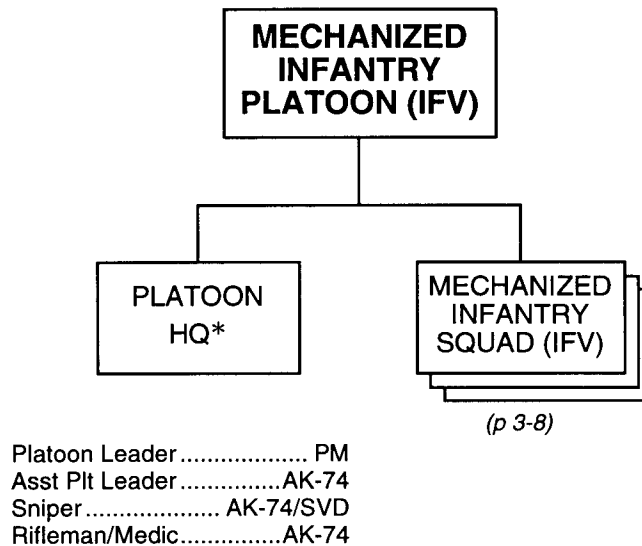 MECHANIZED
INFANTRY
PLATOON (IFV)
PLATOON
HQ*
MECHANIZED
INFANTRY
SQUAD (IFV)
(p 3-8)
Platoon Leader................... PM
Asst Plt Leader...............AK-74
Sniper.................... AK-74/SVD
Rifleman/Medic...............AK-74